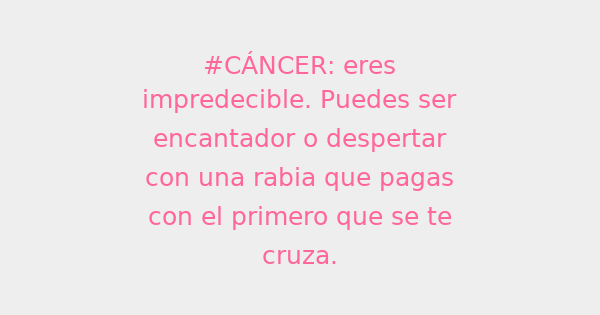 #CÁNCER: eres
impredecible. Puedes ser
encantador o despertar
con una rabia que pagas
con el primero que se te
cruza.